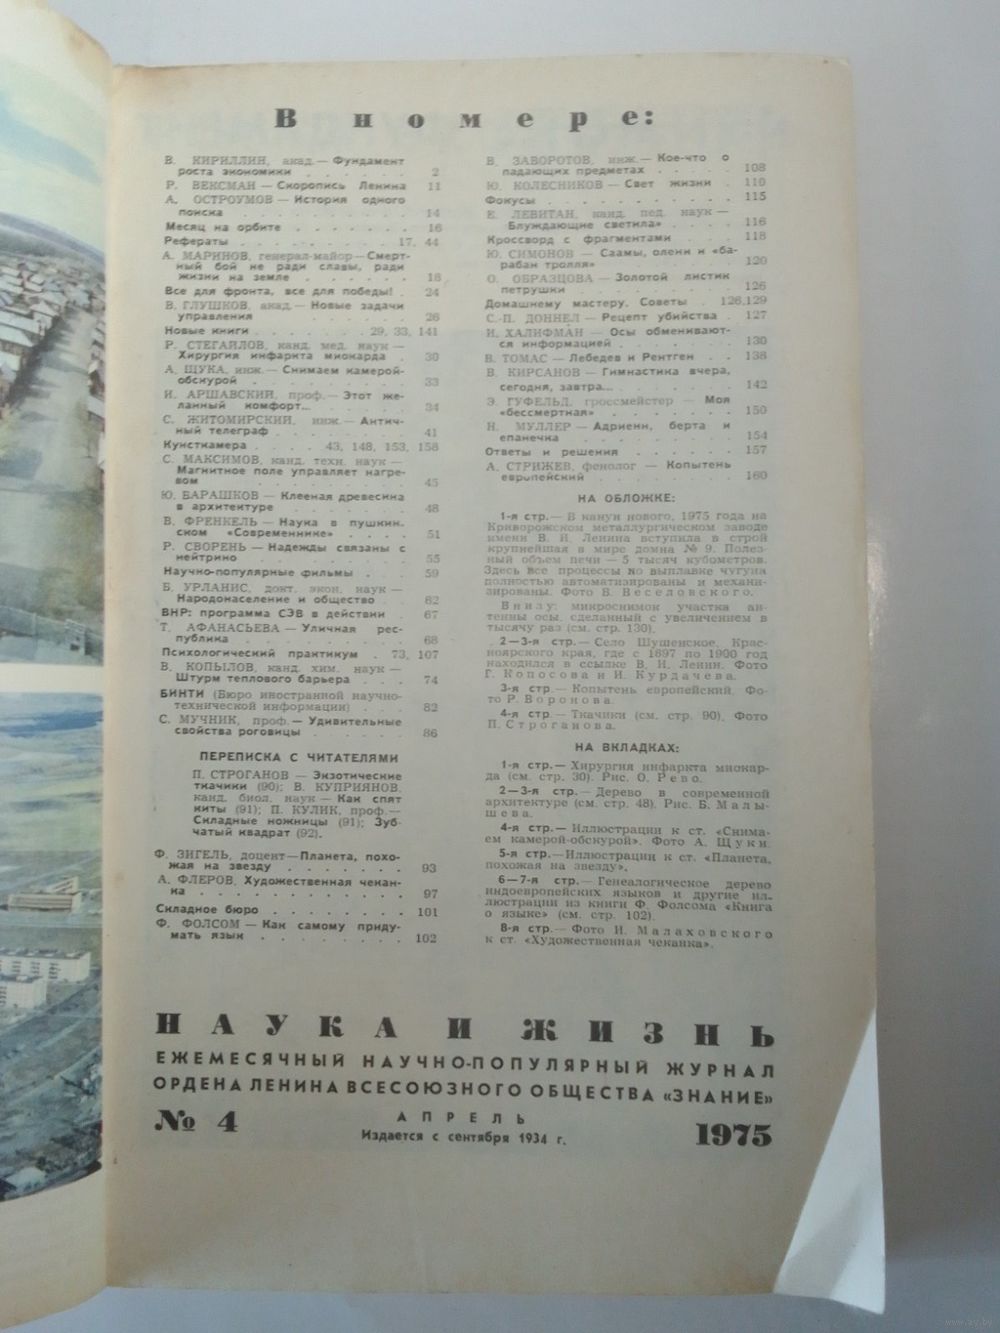 В номере:
В. КИРИЛЛИН, акад. — Фундамент
роста экономики . . . . . . 2
Р. ВЕКСМАН — Скоропись Ленина 11
А. ОСТРОУМОВ — История одного
поиска . . . . . . . . . . 14
Месяц на орбите . . . . . . . 16
Рефераты . . . . . . . . . 17, 44
А. МАРИНОВ, генерал-майор — Смерт-
ный бой не ради славы, ради
жизни на земле . . . . . . . 18
Все для фронта, все для победы! . 24
В. ГЛУШКОВ, акад. — Новые задачи
управления . . . . . . . . 26
Новые книги . . . . . . . 29, 33, 141
Р. СТЕГАЙЛОВ, канд. мед. наук —
Хирургия инфаркта миокарда . 30
А. ЩУКА, инж. — Снимаем камерой-
обскурой . . . . . . . . . 33
И. АРШАВСКИЙ, проф. — Этот же-
ланный комфорт... . . . . . 34
С. ЖИТОМИРСКИЙ, инж. — Антич-
ный телеграф . . . . . . . . 41
Кунсткамера . . . . 43, 148, 153, 158
С. МАКСИМОВ, канд. техн. наук —
Магнитное поле управляет нагре-
вом . . . . . . . . . . . 45
Ю. БАРАШКОВ — Клееная древесина
в архитектуре . . . . . . . 48
В. ФРЕНКЕЛЬ — Наука в пушкин-
ском «Современнике» . . . . 51
Р. СВОРЕНЬ — Надежды связаны с
нейтрино . . . . . . . . . 55
Научно-популярные фильмы . . . 59
Б. УРЛАНИС, докт. экон. наук —
Народонаселение и общество . . 62
ВНР: программа СЭВ в действии . 67
Т. АФАНАСЬЕВА — Уличная рес-
публика . . . . . . . . . . 68
Психологический практикум . 73, 107
В. КОПЫЛОВ, канд. хим. наук —
Штурм теплового барьера . . . 74
БИНТИ (Бюро иностранной научно-
технической информации) . . . 82
С. МУЧНИК, проф. — Удивительные
свойства роговицы . . . . . . 86
ПЕРЕПИСКА С ЧИТАТЕЛЯМИ
П. СТРОГАНОВ — Экзотические
ткачики (90); В. КУПРИЯНОВ,
канд. биол. наук — Как спят
киты (91); П. КУЛИК, проф. —
Складные ножницы (91); Зуб-
чатый квадрат (92).
Ф. ЗИГЕЛЬ, доцент — Планета, похо-
жая на звезду . . . . . . . 93
А. ФЛЕРОВ, Художественная чекан-
ка . . . . . . . . . . . . 97
Складное бюро . . . . . . . . 101
Ф. ФОЛСОМ — Как самому приду-
мать язык . . . . . . . . . 102
В. ЗАВОРОТОВ, инж. — Кое-что о
падающих предметах . . . . . 108
Ю. КОЛЕСНИКОВ — Свет жизни . 110
Фокусы . . . . . . . . . . . 115
Е. ЛЕВИТАН, канд. пед. наук —
Блуждающие светила» . . . . 116
Кроссворд с фрагментами . . . . 118
Ю. СИМОНОВ — Саамы, олени и «ба-
рабан тролля» . . . . . . . 120
О. ОБРАЗЦОВА — Золотой листик
петрушки . . . . . . . . . 126
Домашнему мастеру. Советы . 126,129
С.-П. ДОННЕЛ — Рецепт убийства . 127
И. ХАЛИФМАН — Осы обменивают-
ся информацией . . . . . . . 130
В. ТОМАС — Лебедев и Рентген . . 138
В. КИРСАНОВ — Гимнастика вчера,
сегодня, завтра... . . . . . . 142
Э. ГУФЕЛЬД, гроссмейстер — Моя
«бессмертная» . . . . . . . 150
Н. МУЛЛЕР — Адриенн, берта и
епанечка . . . . . . . . . 154
Ответы и решения . . . . . . . 157
А. СТРИЖЕВ, фенолог — Копытень
европейский . . . . . . . . 160
НА ОБЛОЖКЕ:
1-я стр. — В канун нового, 1975 года на
Криворожском металлургическом заводе
имени В. И. Ленина вступила в строй
крупнейшая в мире домна № 9. Полез-
ный объем печи — 5 тысяч кубометров.
Здесь все процессы по выплавке чугуна
полностью автоматизированы и механи-
зированы. Фото В. Веселовского.
Внизу: микроснимок участка ан-
тенны осы, сделанный с увеличением в
тысячу раз (см. стр. 130).
2—3-я стр. — Село Шушенское, Крас-
ноярского края, где с 1897 по 1900 год
находился в ссылке В. И. Ленин. Фото
Г. Копосова и И. Курдачева.
3-я стр. — Копытень европейский. Фо-
то Р. Воронова.
4-я стр. — Ткачики (см. стр. 90). Фото
П. Строганова.
НА ВКЛАДКАХ:
1-я стр. — Хирургия инфаркта миокар-
да (см. стр. 30). Рис. О. Рево.
2—3-я стр. — Дерево в современной
архитектуре (см. стр. 48). Рис. Б. Малы-
шева.
4-я стр. — Иллюстрации к ст. «Снима-
ем камерой-обскурой». Фото А. Щуки.
5-я стр. — Иллюстрации к ст. «Планета,
похожая на звезду».
6—7-я стр. — Генеалогическое дерево
индоевропейских языков и другие ил-
люстрации из книги Ф. Фолсома «Книга
о языке» (см. стр. 102).
8-я стр. — Фото И. Малаховского
к ст. «Художественная чеканка».
НАУКА И ЖИЗНЬ
ЕЖЕМЕСЯЧНЫЙ НАУЧНО-ПОПУЛЯРНЫЙ ЖУРНАЛ
ОРДЕНА ЛЕНИНА ВСЕСОЮЗНОГО ОБЩЕСТВА «ЗНАНИЕ»
№ 4 АПРЕЛЬ 1975
Издается с сентября 1934 г.
www.ay.by